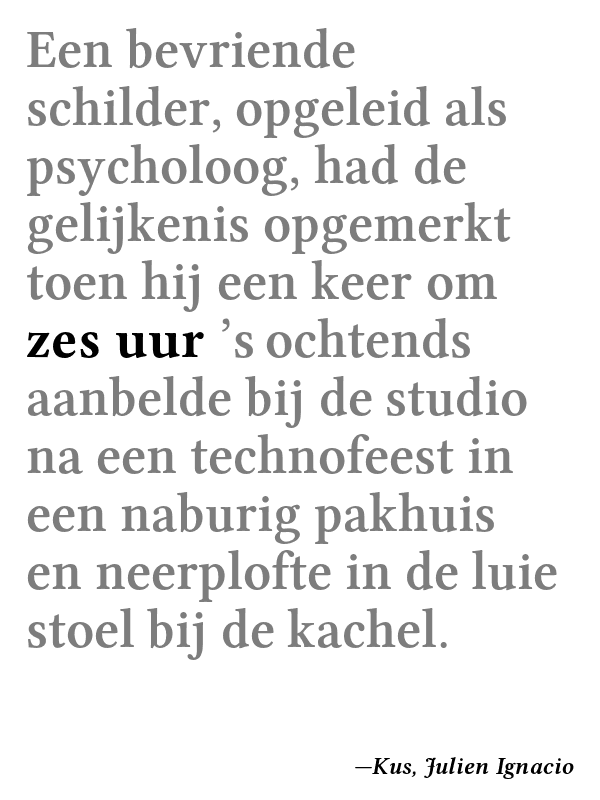 Een bevriende
schilder, opgeleid als
psycholoog, had de
gelijkenis opgemerkt
toen hij een keer om
zes uur ’s ochtends
aanbelde bij de studio
na een technofeest in
een naburig pakhuis
en neerplofte in de luie
stoel bij de kachel.
—Kus, Julien Ignacio